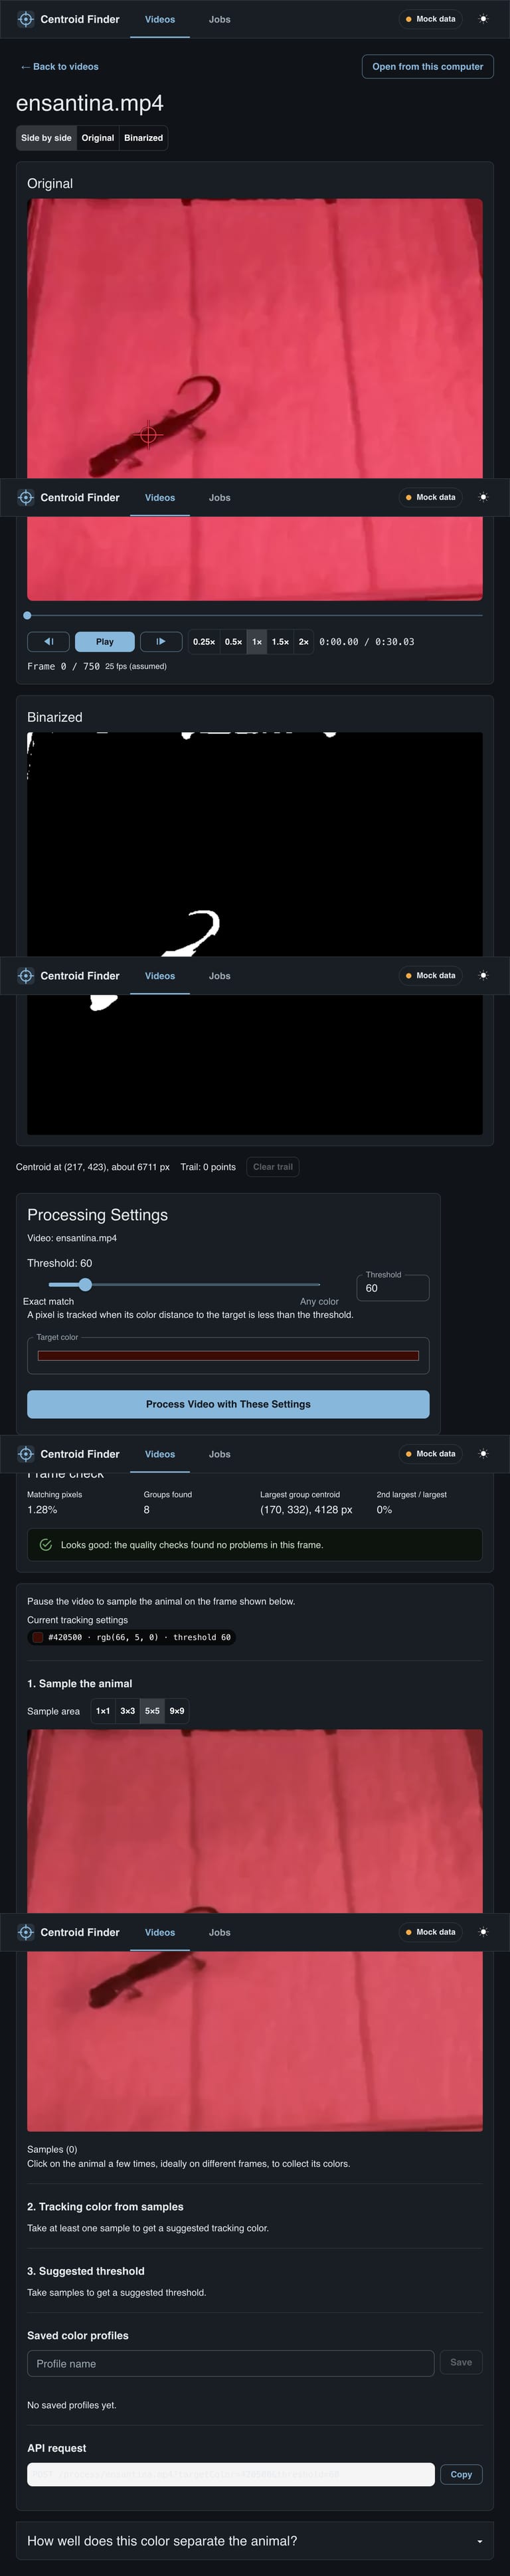 Centroid Finder
Videos
Jobs
Mock data
← Back to videos
Open from this computer
ensantina.mp4
Side by side
Original
Binarized
Original
Centroid Finder
Videos
Jobs
Mock data
Play
0.25×
0.5×
1×
1.5×
2×
0:00.00 / 0:30.03
Frame 0 / 750 25 fps (assumed)
Binarized
Centroid Finder
Videos
Jobs
Mock data
Centroid at (217, 423), about 6711 px
Trail: 0 points
Clear trail
Processing Settings
Video: ensantina.mp4
Threshold: 60
Threshold
60
Exact match
Any color
A pixel is tracked when its color distance to the target is less than the threshold.
Target color
Process Video with These Settings
Centroid Finder
Videos
Jobs
Mock data
Frame check
Matching pixels
Groups found
Largest group centroid
2nd largest / largest
1.28%
8
(170, 332), 4128 px
0%
Looks good: the quality checks found no problems in this frame.
Pause the video to sample the animal on the frame shown below.
Current tracking settings
#420500 · rgb(66, 5, 0) · threshold 60
1. Sample the animal
Sample area
1×1
3×3
5×5
9×9
Centroid Finder
Videos
Jobs
Mock data
Samples (0)
Click on the animal a few times, ideally on different frames, to collect its colors.
2. Tracking color from samples
Take at least one sample to get a suggested tracking color.
3. Suggested threshold
Take samples to get a suggested threshold.
Saved color profiles
Profile name
Save
No saved profiles yet.
API request
Copy
How well does this color separate the animal?